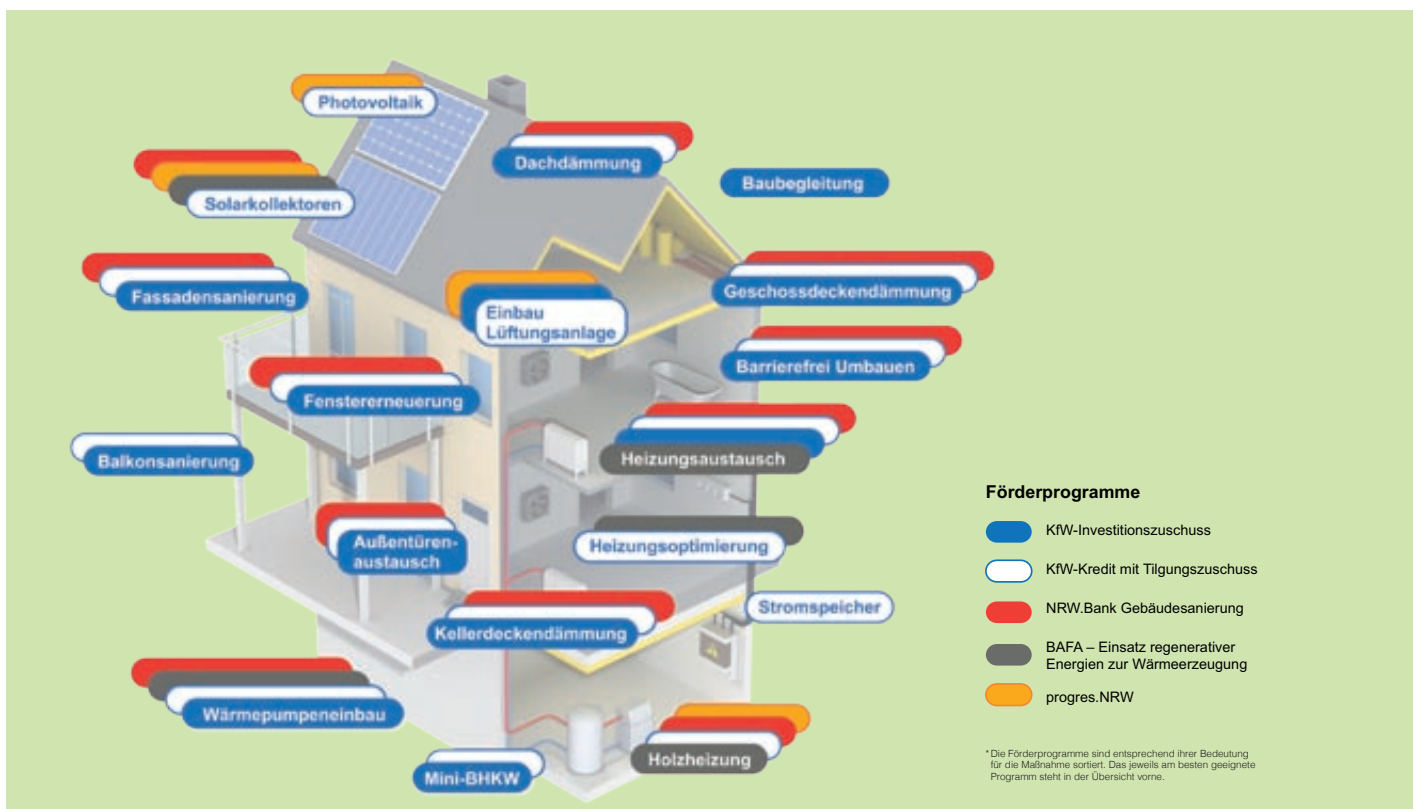 Photovoltaik
Dachdämmung
Baubegleitung
Solarkollektoren
Fassadensanierung
Einbau
Lüftungsanlage
Geschossdeckendämmung
Barrierefrei Umbauen
Fenstererneuerung
Balkonsanierung
Heizungsaustausch
Außentüren-
austausch
Heizungsoptimierung
Stromspeicher
Kellerdeckendämmung
Wärmepumpeneinbau
Mini-BHKW
Holzheizung
Förderprogramme
KfW-Investitionszuschuss
KfW-Kredit mit Tilgungszuschuss
NRW.Bank Gebäudesanierung
BAFA – Einsatz regenerativer
Energien zur Wärmeerzeugung
progres.NRW
* Die Förderprogramme sind entsprechend ihrer Bedeutung
für die Maßnahme sortiert. Das jeweils am besten geeignete
Programm steht in der Übersicht vorne.